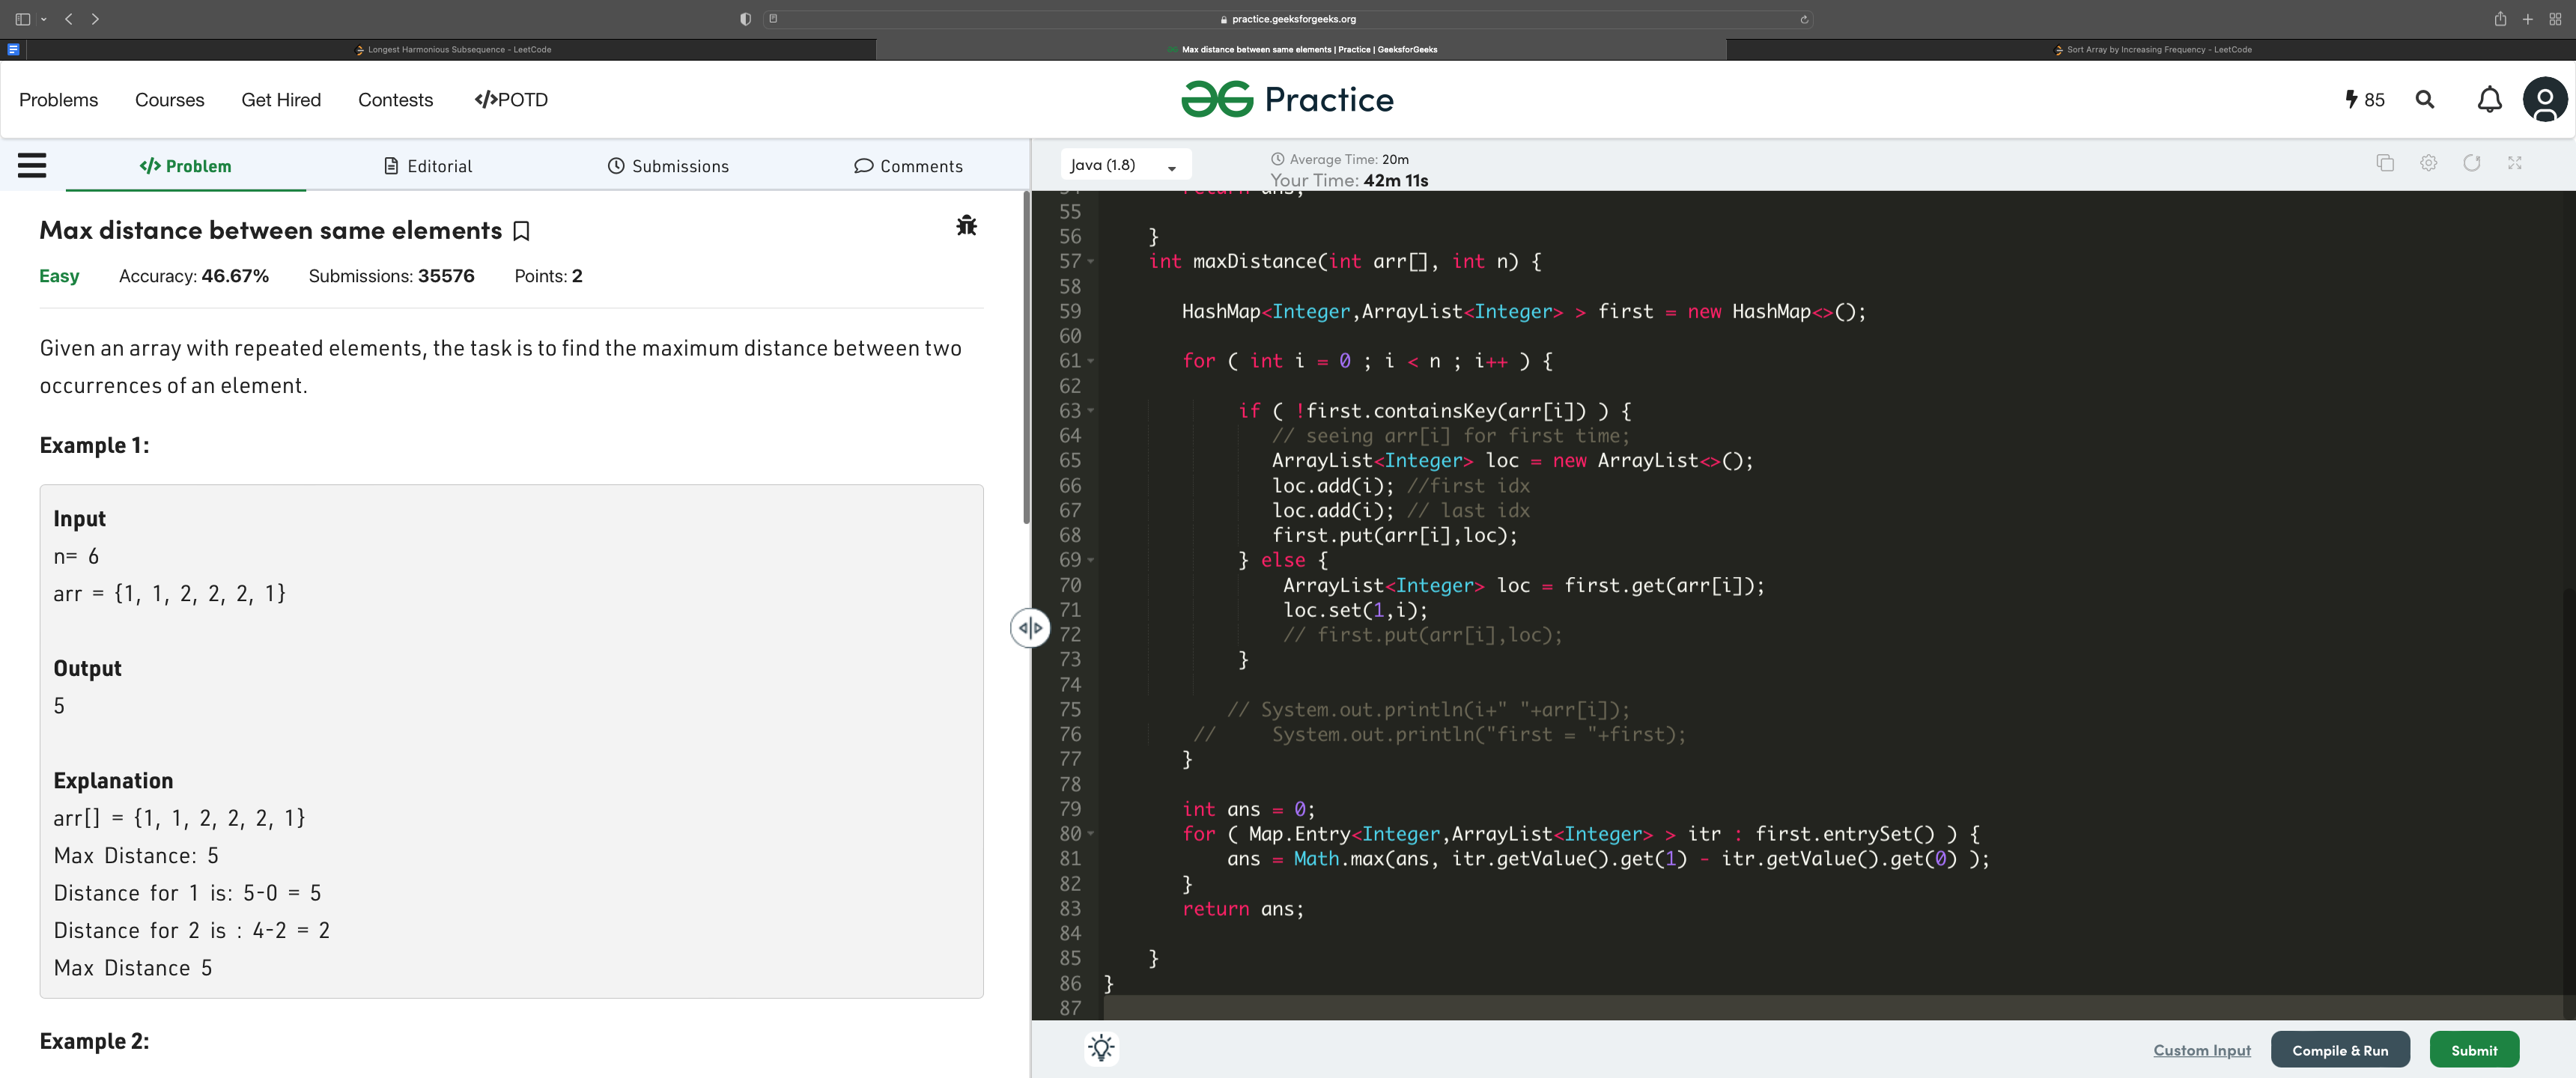 practice.geeksforgeeks.org
Longest Harmonious Subsequence - LeetCode
Max distance between same elements | Practice | GeeksforGeeks
Sort Array by Increasing Frequency - LeetCode
Problems
Courses
Get Hired
Contests
</>POTD
Practice
85
</> Problem
Editorial
Submissions
Comments
Java (1.8)
Average Time: 20m
Your Time: 42m 11s
Max distance between same elements
Easy
Accuracy: 46.67%
Submissions: 35576
Points: 2
Given an array with repeated elements, the task is to find the maximum distance between two
occurrences of an element.
Example 1:
Input
n= 6
arr = {1, 1, 2, 2, 2, 1}
Output
5
Explanation
arr[] = {1, 1, 2, 2, 2, 1}
Max Distance: 5
Distance for 1 is: 5-0 = 5
Distance for 2 is : 4-2 = 2
Max Distance 5
Example 2:
55
56 }
57 int maxDistance(int arr[], int n) {
58
59 HashMap<Integer,ArrayList<Integer> > first = new HashMap<>();
60
61 for ( int i = 0 ; i < n ; i++ ) {
62
63 if ( !first.containsKey(arr[i]) ) {
64 // seeing arr[i] for first time;
65 ArrayList<Integer> loc = new ArrayList<>();
66 loc.add(i); //first idx
67 loc.add(i); // last idx
68 first.put(arr[i],loc);
69 } else {
70 ArrayList<Integer> loc = first.get(arr[i]);
71 loc.set(1,i);
72 // first.put(arr[i],loc);
73 }
74
75 // System.out.println(i+" "+arr[i]);
76 // System.out.println("first = "+first);
77 }
78
79 int ans = 0;
80 for ( Map.Entry<Integer,ArrayList<Integer> > itr : first.entrySet() ) {
81 ans = Math.max(ans, itr.getValue().get(1) - itr.getValue().get(0) );
82 }
83 return ans;
84
85 }
86 }
87
Custom Input
Compile & Run
Submit